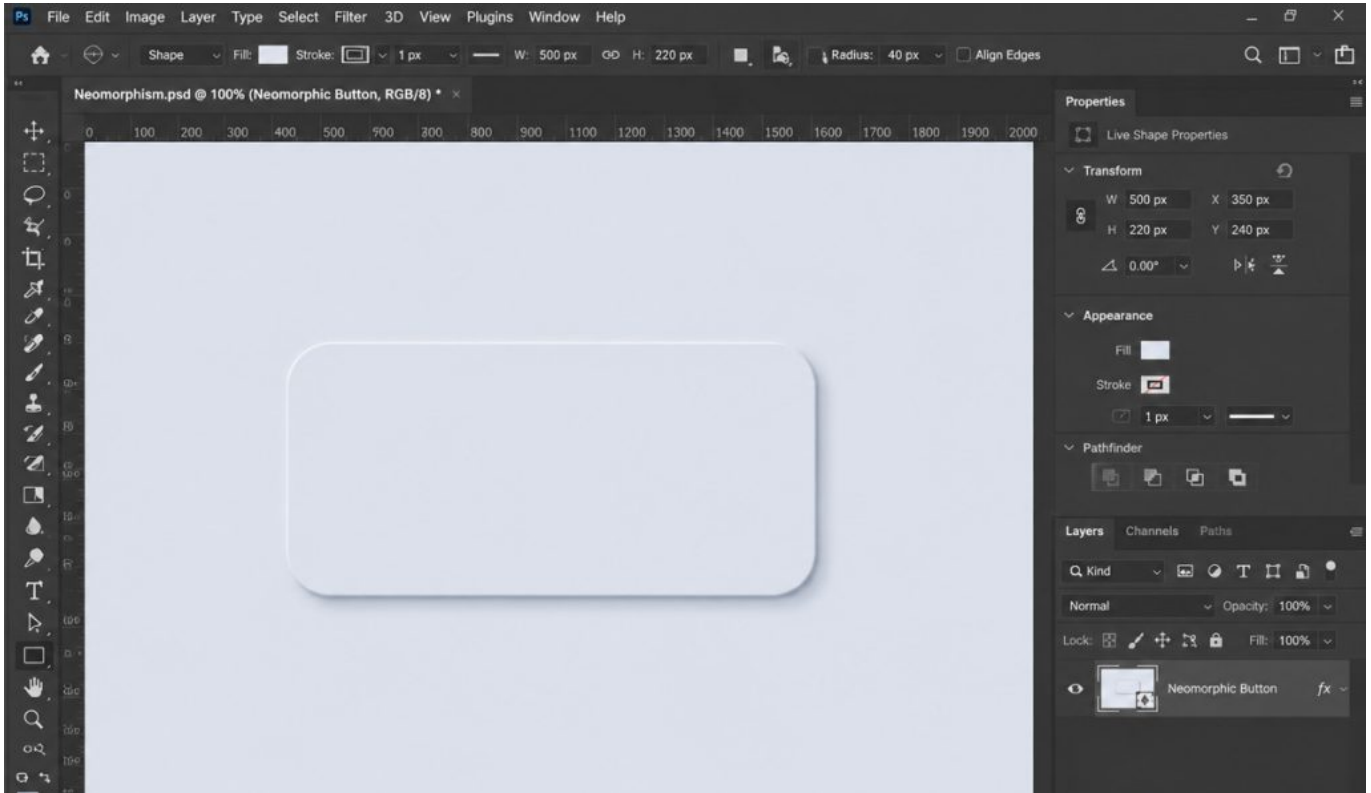 Ps File Edit Image Layer Type Select Filter 3D View Plugins Window Help
Shape Fill: Stroke: 1 px W: 500 px H: 220 px Radius: 40 px Align Edges
Neomorphism.psd @ 100% (Neomorphic Button, RGB/8) * ×
0 100 200 300 400 500 800 900 1100 1200 1300 1400 1500 1600 1700 1800 1900 2000
Properties
Live Shape Properties
Transform
W 500 px X 350 px
H 220 px Y 240 px
0.00°
Appearance
Fill
Stroke
1 px
Pathfinder
Layers Channels Paths
Kind
Normal Opacity: 100%
Lock: Fill: 100%
Neomorphic Button fx